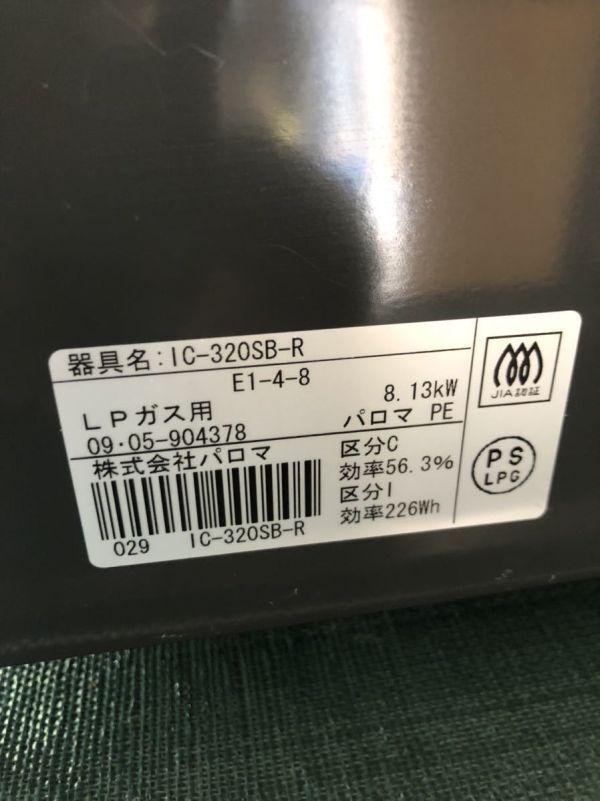 器具名:IC-320SB-R
E1-4-8
LPガス用 8.13kW
09・05-904378 パロマ PE
株式会社パロマ
区分C
効率56.3%
区分I
効率226Wh
029 IC-320SB-R
JIA認証
PS
LPG